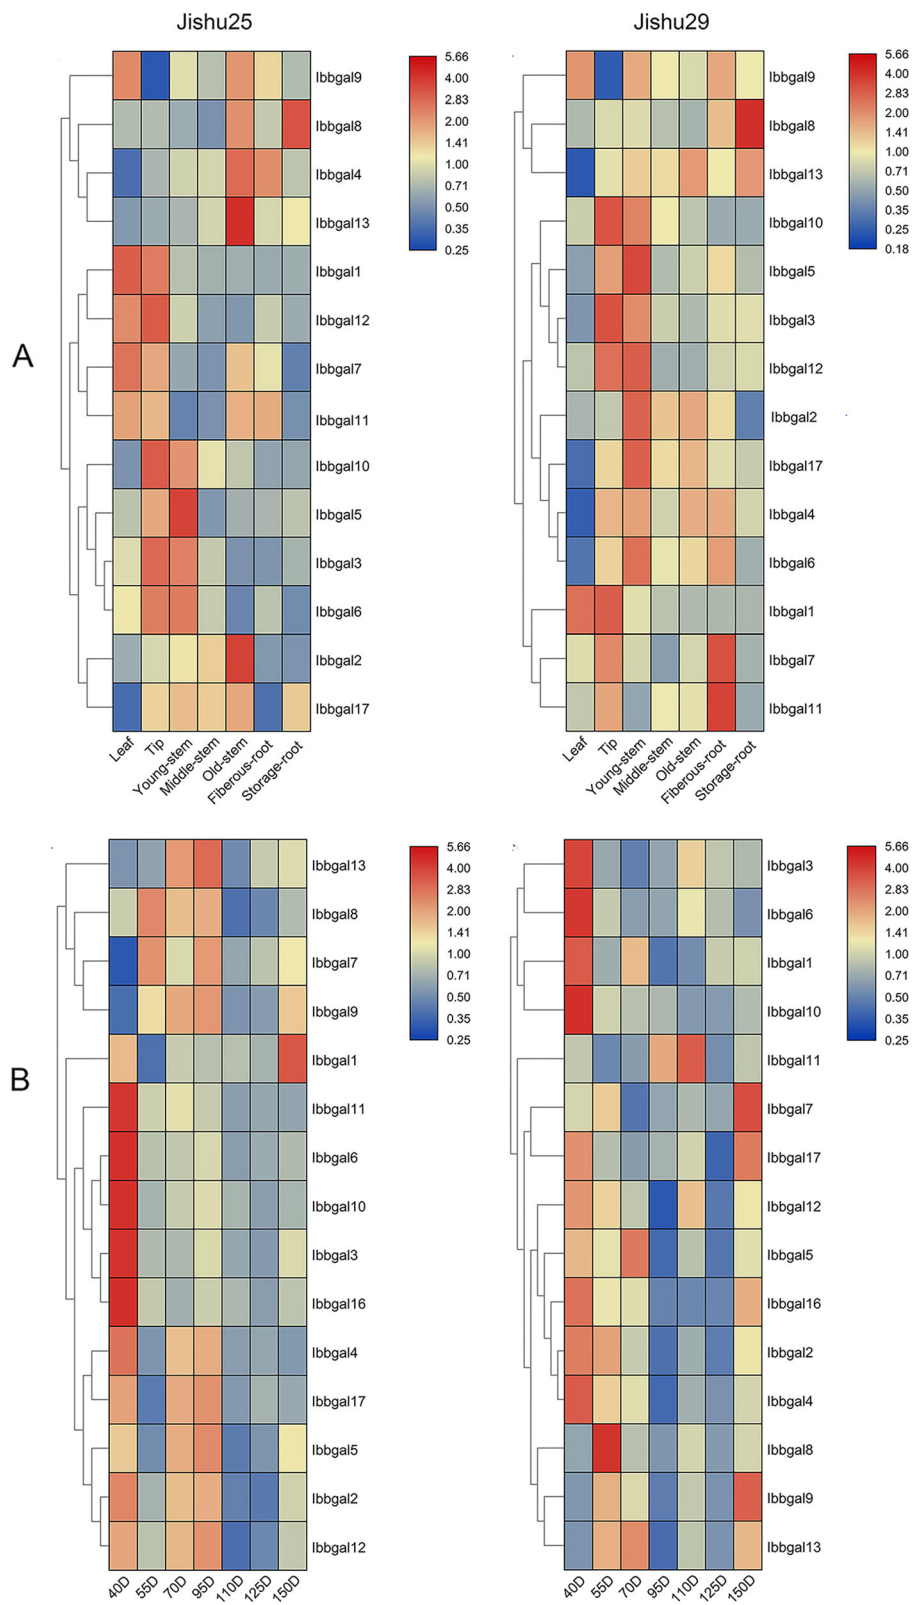 Jishu25
Jishu29
A
Ibbgal9
Ibbgal8
Ibbgal4
Ibbgal13
Ibbgal1
Ibbgal12
Ibbgal7
Ibbgal11
Ibbgal10
Ibbgal5
Ibbgal3
Ibbgal6
Ibbgal2
Ibbgal17
Leaf
Tip
Young-stem
Middle-stem
Old-stem
Fiberous-root
Storage-root
5.66
4.00
2.83
2.00
1.41
1.00
0.71
0.50
0.35
0.25
Ibbgal9
Ibbgal8
Ibbgal13
Ibbgal10
Ibbgal5
Ibbgal3
Ibbgal12
Ibbgal2
Ibbgal17
Ibbgal4
Ibbgal6
Ibbgal1
Ibbgal7
Ibbgal11
Leaf
Tip
Young-stem
Middle-stem
Old-stem
Fiberous-root
Storage-root
5.66
4.00
2.83
2.00
1.41
1.00
0.71
0.50
0.35
0.25
0.18
B
Ibbgal13
Ibbgal8
Ibbgal7
Ibbgal9
Ibbgal1
Ibbgal11
Ibbgal6
Ibbgal10
Ibbgal3
Ibbgal16
Ibbgal4
Ibbgal17
Ibbgal5
Ibbgal2
Ibbgal12
40D
55D
70D
95D
110D
125D
150D
5.66
4.00
2.83
2.00
1.41
1.00
0.71
0.50
0.35
0.25
Ibbgal3
Ibbgal6
Ibbgal1
Ibbgal10
Ibbgal11
Ibbgal7
Ibbgal17
Ibbgal12
Ibbgal5
Ibbgal16
Ibbgal2
Ibbgal4
Ibbgal8
Ibbgal9
Ibbgal13
40D
55D
70D
95D
110D
125D
150D
5.66
4.00
2.83
2.00
1.41
1.00
0.71
0.50
0.35
0.25